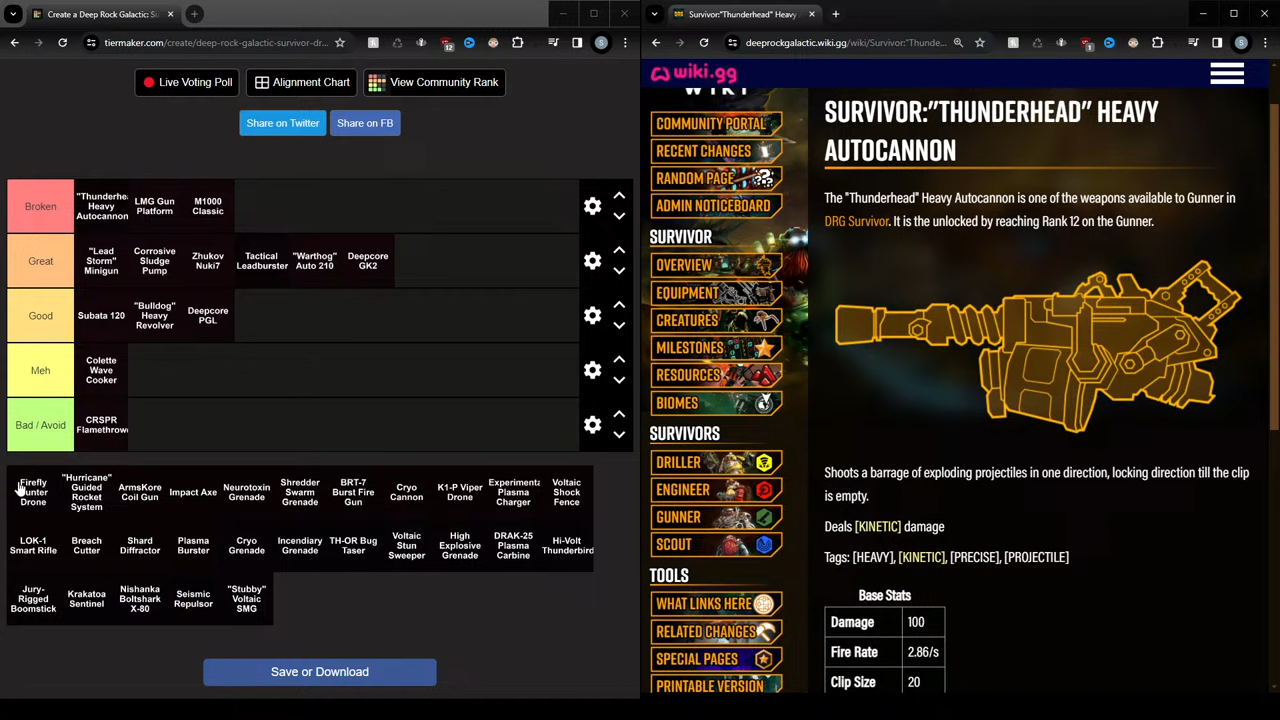 Create a Deep Rock Galactic: Su
tiermaker.com/create/deep-rock-galactic-survivor-dr...
12
S
Live Voting Poll
Alignment Chart
View Community Rank
Share on Twitter
Share on FB
Broken
"Thunderhe
Heavy
Autocannon
LMG Gun
Platform
M1000
Classic
Great
"Lead
Storm"
Minigun
Corrosive
Sludge
Pump
Zhukov
Nuki7
Tactical
Leadburster
"Warthog"
Auto 210
Deepcore
GK2
Good
Subata 120
"Bulldog"
Heavy
Revolver
Deepcore
PGL
Meh
Colette
Wave
Cooker
Bad / Avoid
CRSPR
Flamethrow
Firefly
Hunter
Drone
"Hurricane"
Guided
Rocket
System
ArmsKore
Coil Gun
Impact Axe
Neurotoxin
Grenade
Shredder
Swarm
Grenade
BRT-7
Burst Fire
Gun
Cryo
Cannon
K1-P Viper
Drone
Experimenta
Plasma
Charger
Voltaic
Shock
Fence
LOK-1
Smart Rifle
Breach
Cutter
Shard
Diffractor
Plasma
Burster
Cryo
Grenade
Incendiary
Grenade
TH-OR Bug
Taser
Voltaic
Stun
Sweeper
High
Explosive
Grenade
DRAK-25
Plasma
Carbine
Hi-Volt
Thunderbird
Jury-
Rigged
Boomstick
Krakatoa
Sentinel
Nishanka
Boltshark
X-80
Seismic
Repulsor
"Stubby"
Voltaic
SMG
Save or Download
Survivor:"Thunderhead" Heavy
deeprockgalactic.wiki.gg/wiki/Survivor:"Thunde...
1
S
wiki.gg
WIKI
COMMUNITY PORTAL
RECENT CHANGES
RANDOM PAGE
ADMIN NOTICEBOARD
SURVIVOR
OVERVIEW
EQUIPMENT
CREATURES
MILESTONES
RESOURCES
BIOMES
SURVIVORS
DRILLER
ENGINEER
GUNNER
SCOUT
TOOLS
WHAT LINKS HERE
RELATED CHANGES
SPECIAL PAGES
PRINTABLE VERSION
SURVIVOR:"THUNDERHEAD" HEAVY
AUTOCANNON
The "Thunderhead" Heavy Autocannon is one of the weapons available to Gunner in
DRG Survivor. It is the unlocked by reaching Rank 12 on the Gunner.
Shoots a barrage of exploding projectiles in one direction, locking direction till the clip
is empty.
Deals [KINETIC] damage
Tags: [HEAVY], [KINETIC], [PRECISE], [PROJECTILE]
Base Stats
Damage 100
Fire Rate 2.86/s
Clip Size 20